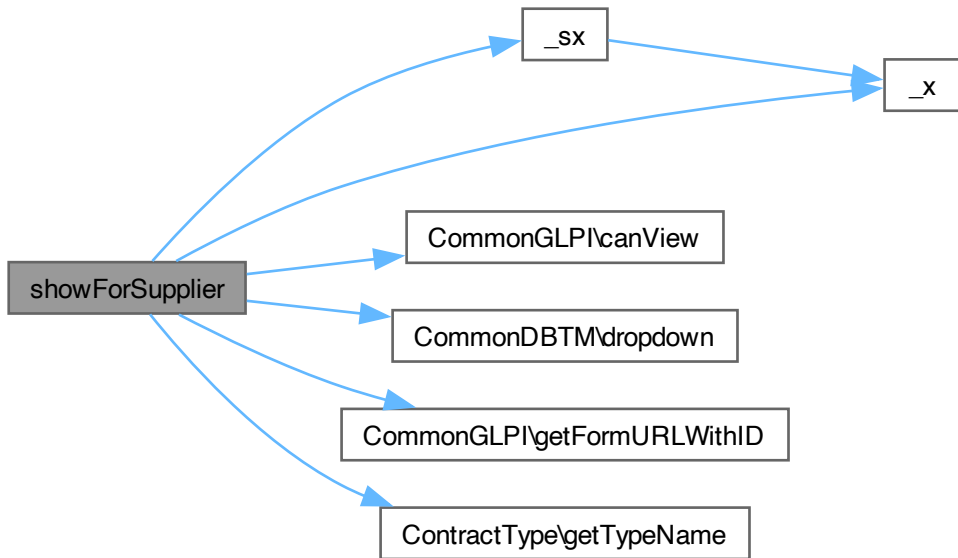 _sx
_x
CommonGLPI\canView
showForSupplier
CommonDBTM\dropdown
CommonGLPI\getFormURLWithID
ContractType\getTypeName